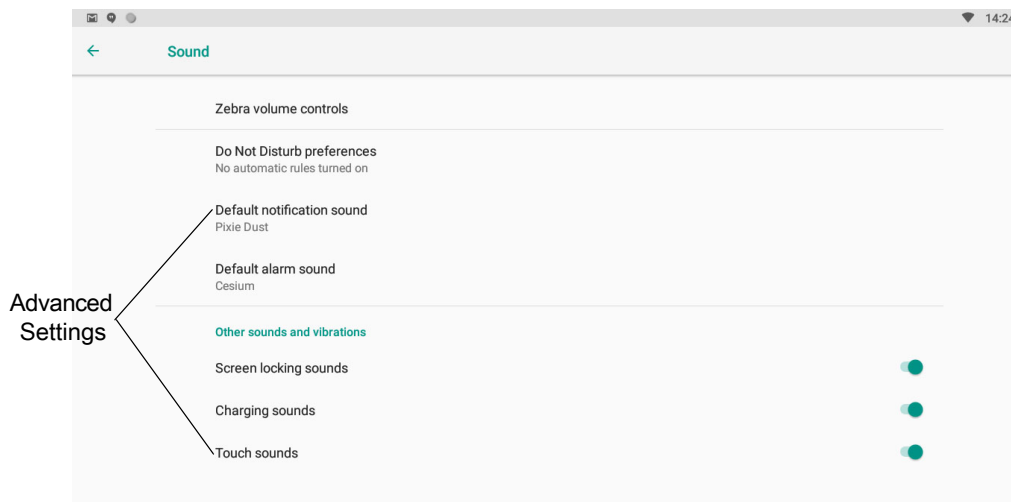 14:24
Sound
Zebra volume controls
Do Not Disturb preferences
No automatic rules turned on
Default notification sound
Pixie Dust
Default alarm sound
Cesium
Advanced
Settings
Other sounds and vibrations
Screen locking sounds
Charging sounds
Touch sounds